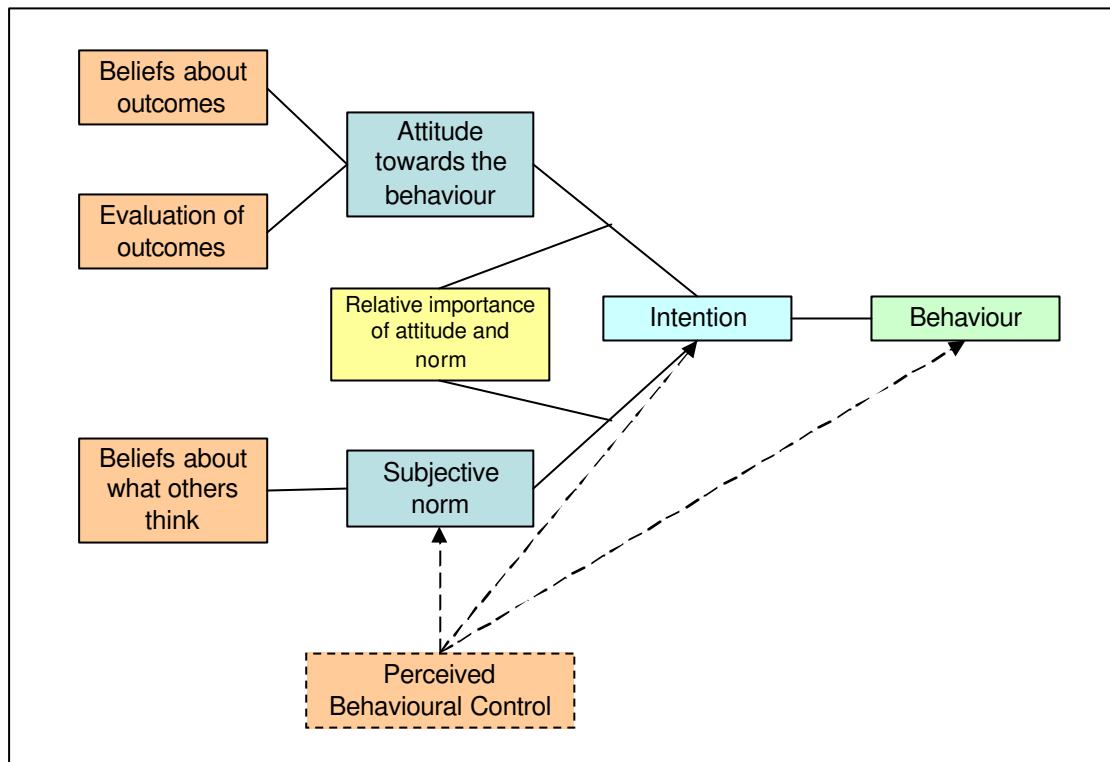 Beliefs about
outcomes
Attitude
towards the
behaviour
Evaluation of
outcomes
Relative importance
of attitude and
norm
Intention
Behaviour
Beliefs about
what others
think
Subjective
norm
Perceived
Behavioural Control